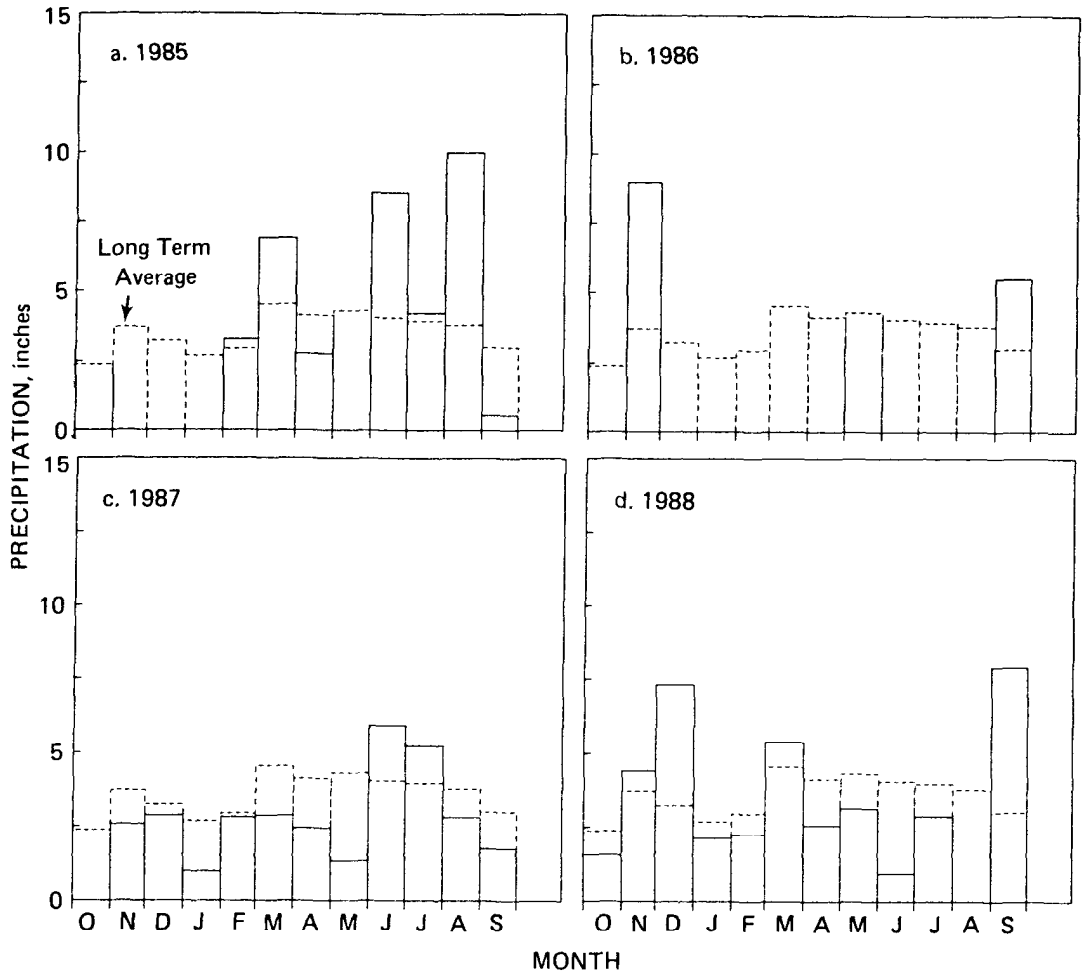 15
a. 1985
b. 1986
10
Long Term
Average
5
0
PRECIPITATION, inches
15
c. 1987
d. 1988
10
5
0
O N D J F M A M J J A S
O N D J F M A M J J A S
MONTH